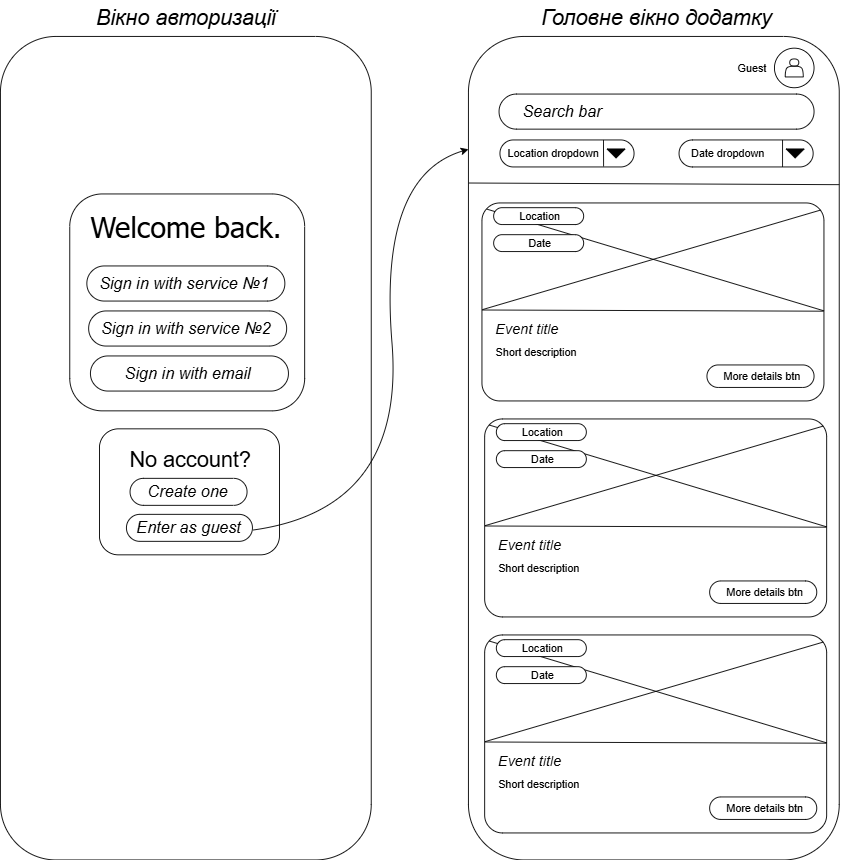 Вікно авторизації
Welcome back.
Sign in with service №1
Sign in with service №2
Sign in with email
No account?
Create one
Enter as guest
Головне вікно додатку
Guest
Search bar
Location dropdown
Date dropdown
Location
Date
Event title
Short description
More details btn
Location
Date
Event title
Short description
More details btn
Location
Date
Event title
Short description
More details btn